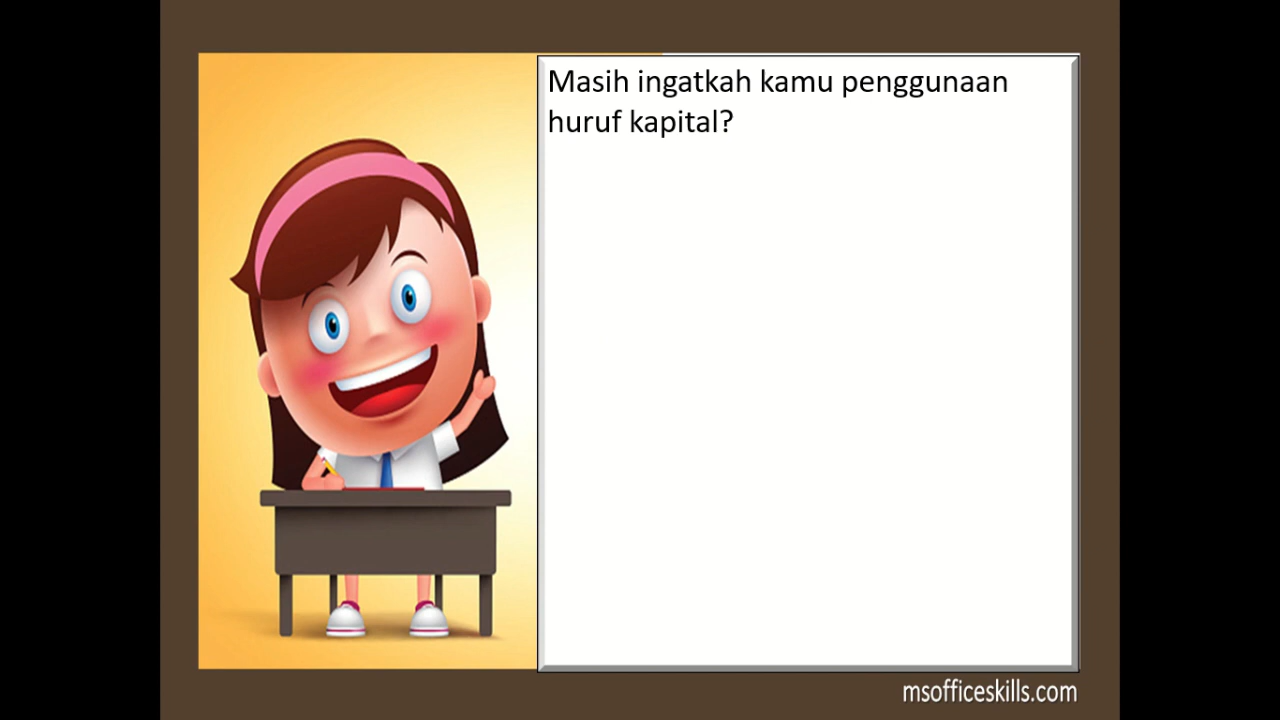 Masih ingatkah kamu penggunaan
huruf kapital?
msofficeskills.com